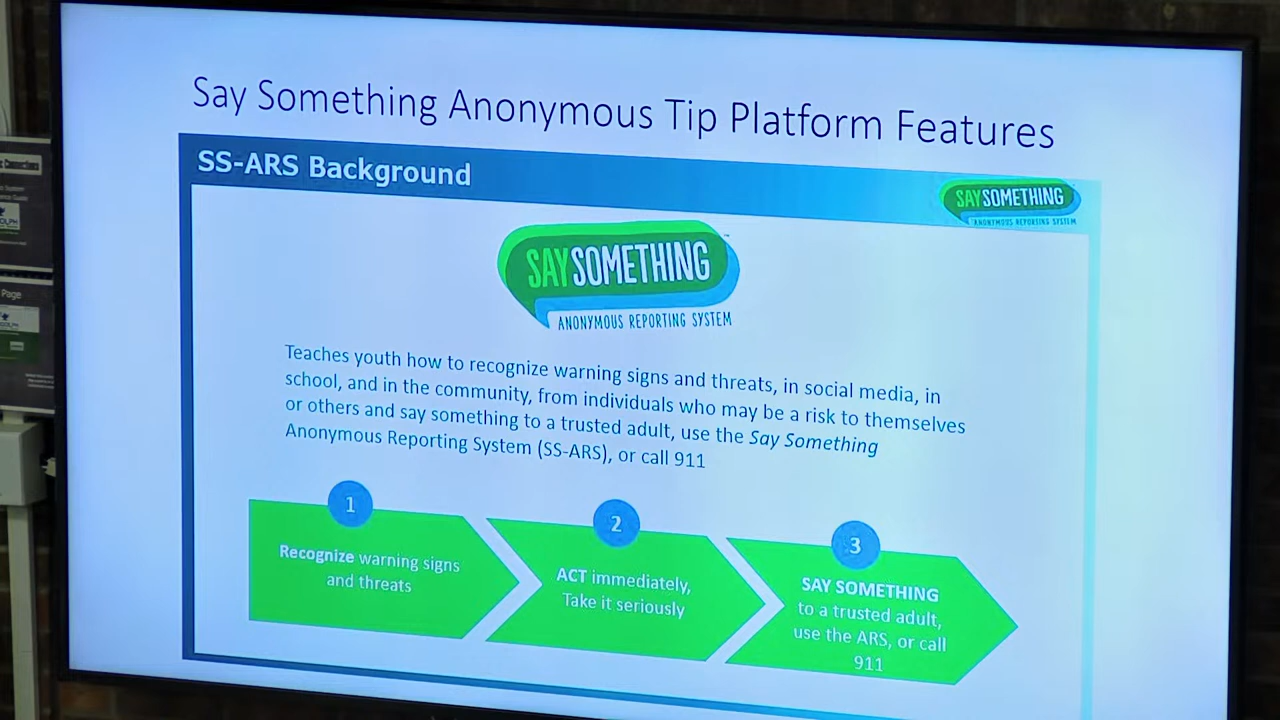 Say Something Anonymous Tip Platform Features
SS-ARS Background
SAYSOMETHING
ANONYMOUS REPORTING SYSTEM
SAYSOMETHING
™
ANONYMOUS REPORTING SYSTEM
Teaches youth how to recognize warning signs and threats, in social media, in
school, and in the community, from individuals who may be a risk to themselves
or others and say something to a trusted adult, use the Say Something
Anonymous Reporting System (SS-ARS), or call 911
1
Recognize warning signs
and threats
2
ACT immediately,
Take it seriously
3
SAY SOMETHING
to a trusted adult,
use the ARS, or call
911
Page